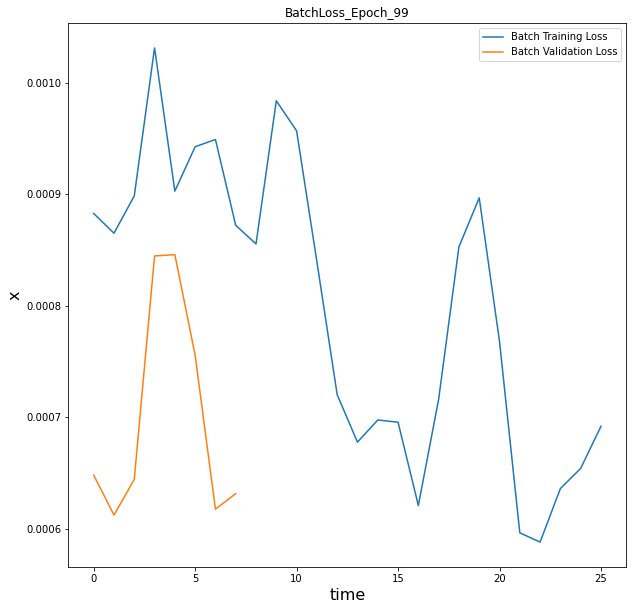 BatchLoss_Epoch_99
Batch Training Loss
Batch Validation Loss
0.0010
0.0009
0.0008
0.0007
0.0006
x
0
5
10
15
20
25
time